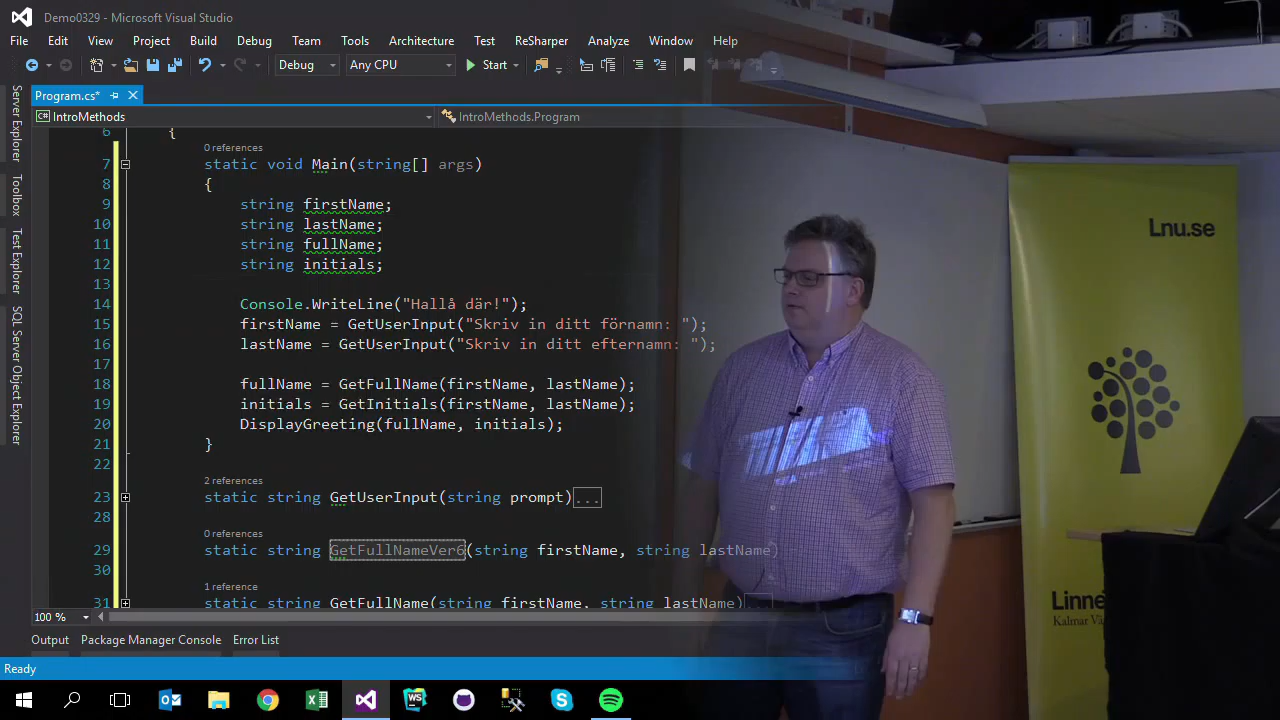 Demo0329 - Microsoft Visual Studio
File Edit View Project Build Debug Team Tools Architecture Test ReSharper Analyze Window Help
Debug Any CPU Start
Program.cs*
C# IntroMethods IntroMethods.Program
Server Explorer
Toolbox
Test Explorer
SQL Server Object Explorer
6 {
0 references
7 static void Main(string[] args)
8 {
9 string firstName;
10 string lastName;
11 string fullName;
12 string initials;
13
14 Console.WriteLine("Hallå där!");
15 firstName = GetUserInput("Skriv in ditt förnamn: ");
16 lastName = GetUserInput("Skriv in ditt efternamn: ");
17
18 fullName = GetFullName(firstName, lastName);
19 initials = GetInitials(firstName, lastName);
20 DisplayGreeting(fullName, initials);
21 }
22
2 references
23 static string GetUserInput(string prompt)...
28
0 references
29 static string GetFullNameVer6(string firstName, string lastName)
30
1 reference
31 static string GetFullName(string firstName, string lastName)...
100 %
Output Package Manager Console Error List
Ready
Lnu.se
Linne
Kalmar Vä
WS